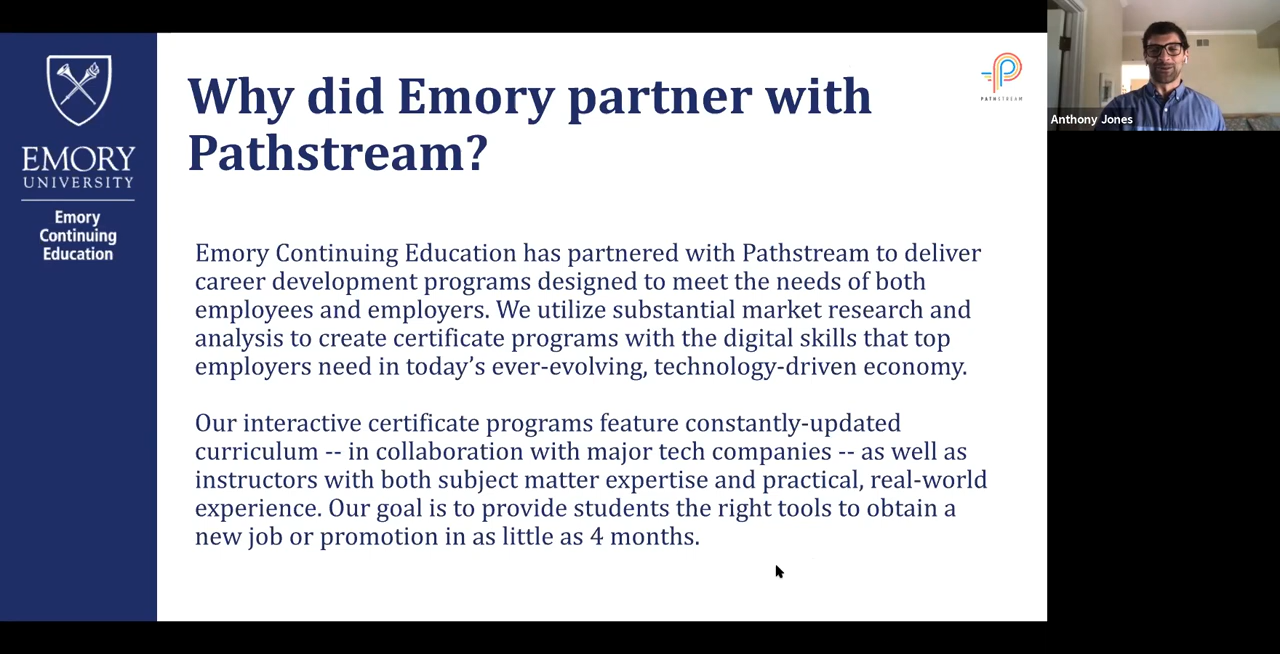 EMORY
UNIVERSITY
Emory
Continuing
Education
Why did Emory partner with
Pathstream?
PATHSTREAM
Anthony Jones
Emory Continuing Education has partnered with Pathstream to deliver
career development programs designed to meet the needs of both
employees and employers. We utilize substantial market research and
analysis to create certificate programs with the digital skills that top
employers need in today’s ever-evolving, technology-driven economy.
Our interactive certificate programs feature constantly-updated
curriculum -- in collaboration with major tech companies -- as well as
instructors with both subject matter expertise and practical, real-world
experience. Our goal is to provide students the right tools to obtain a
new job or promotion in as little as 4 months.